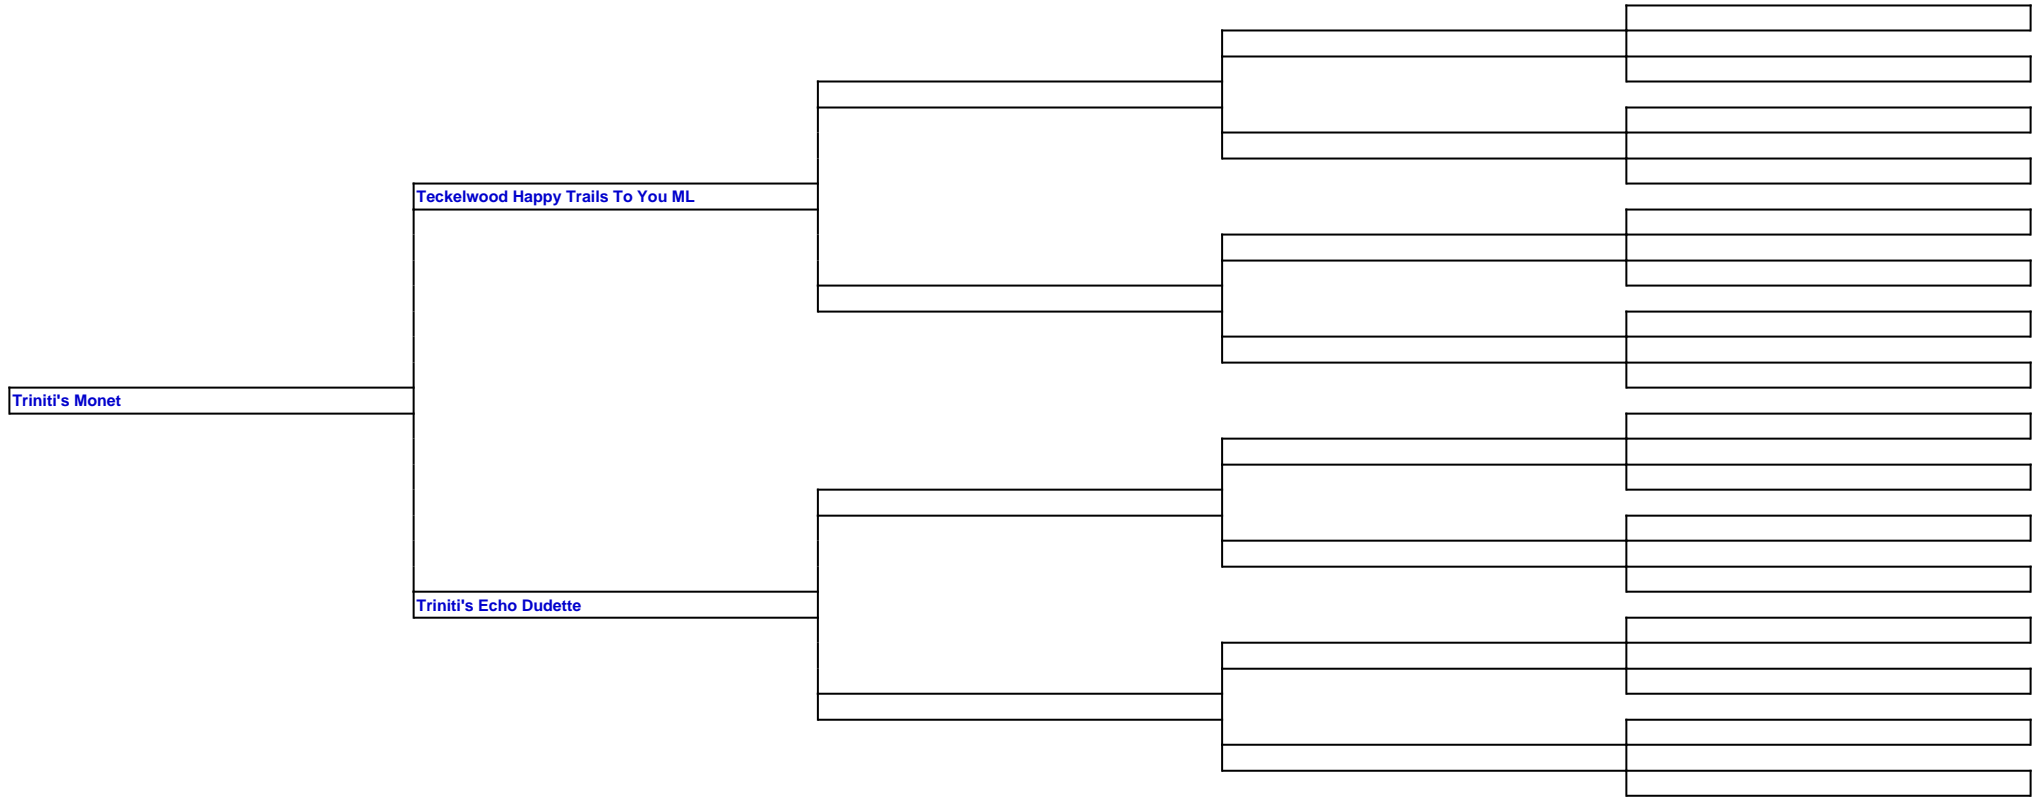 Teckelwood Happy Trails To You ML
Triniti's Monet
Triniti's Echo Dudette